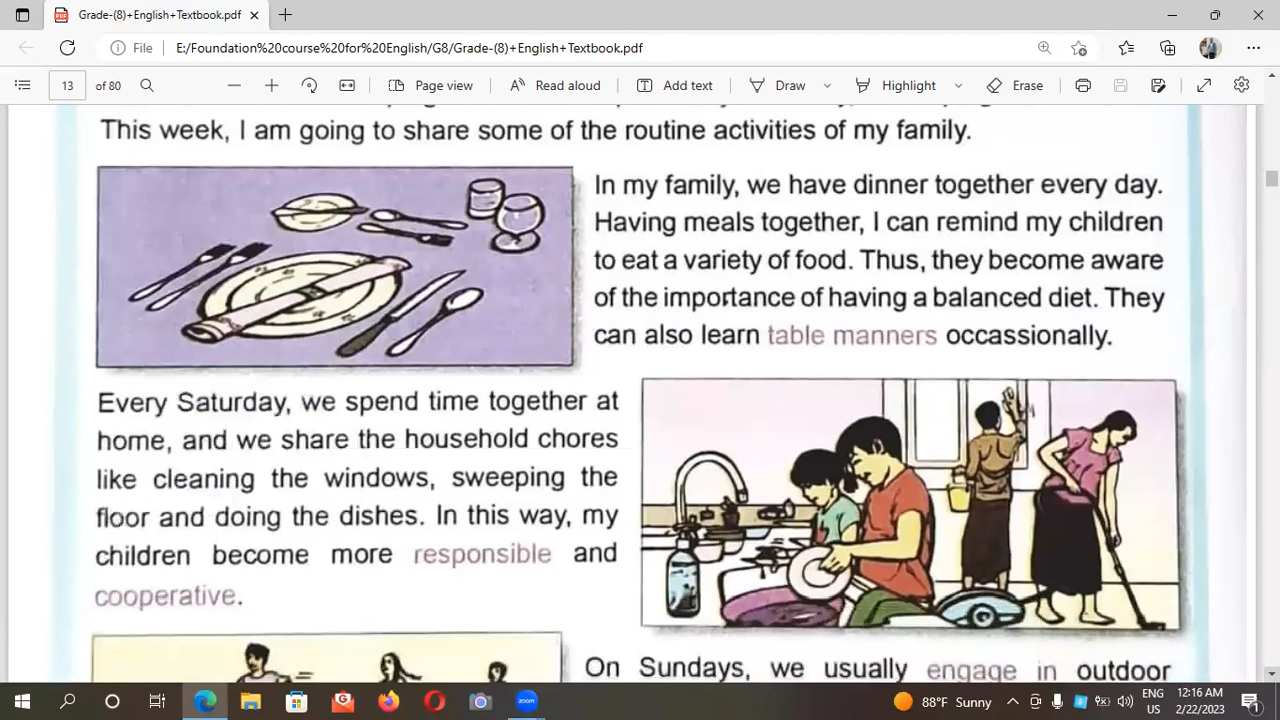 Grade-(8)+English+Textbook.pdf
File
E:/Foundation%20course%20for%20English/G8/Grade-(8)+English+Textbook.pdf
13 of 80
Page view
Read aloud
Add text
Draw
Highlight
Erase
This week, I am going to share some of the routine activities of my family.
In my family, we have dinner together every day.
Having meals together, I can remind my children
to eat a variety of food. Thus, they become aware
of the importance of having a balanced diet. They
can also learn table manners occassionally.
Every Saturday, we spend time together at
home, and we share the household chores
like cleaning the windows, sweeping the
floor and doing the dishes. In this way, my
children become more responsible and
cooperative.
On Sundays, we usually engage in outdoor
zoom
88°F Sunny
ENG
US
12:16 AM
2/22/2023
1